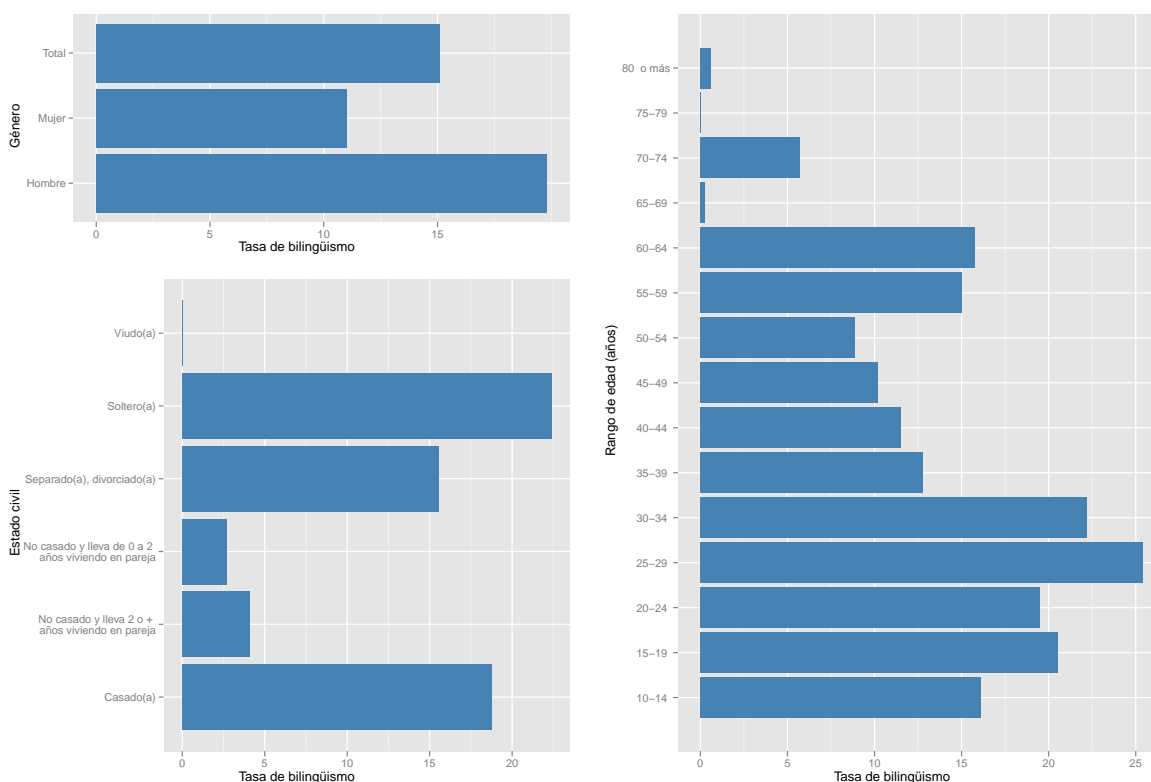 Género
Total
Mujer
Hombre
0 5 10 15
Tasa de bilingüismo
Estado civil
Viudo(a)
Soltero(a)
Separado(a), divorciado(a)
No casado y lleva de 0 a 2
años viviendo en pareja
No casado y lleva 2 o +
años viviendo en pareja
Casado(a)
0 5 10 15 20
Tasa de bilingüismo
Rango de edad (años)
80 o más
75−79
70−74
65−69
60−64
55−59
50−54
45−49
40−44
35−39
30−34
25−29
20−24
15−19
10−14
0 5 10 15 20 25
Tasa de bilingüismo